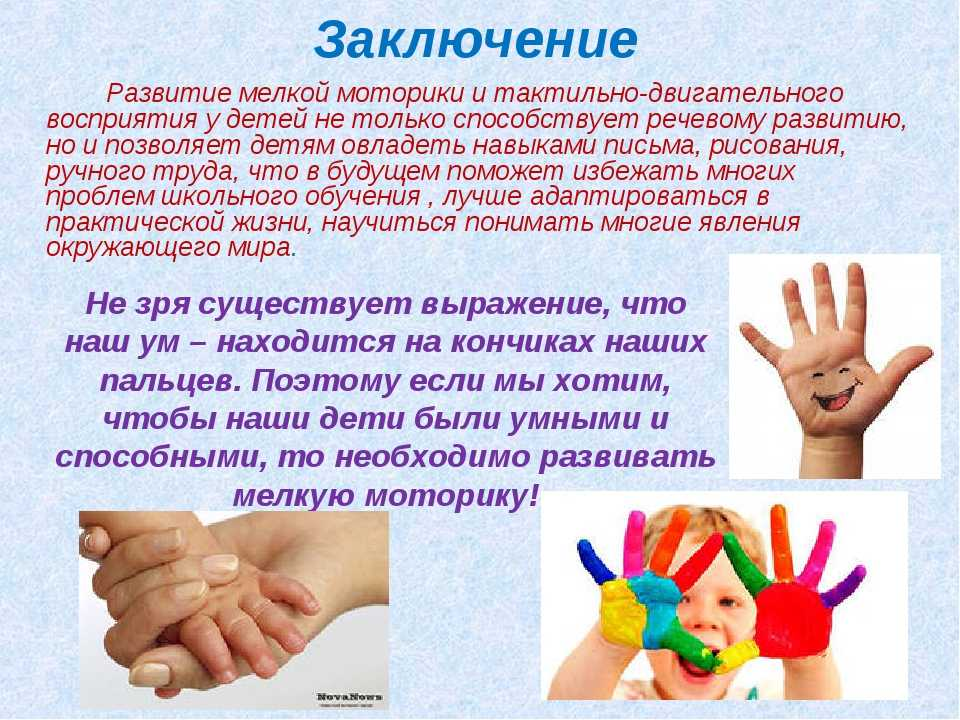 Заключение
Развитие мелкой моторики и тактильно-двигательного
восприятия у детей не только способствует речевому развитию,
но и позволяет детям овладеть навыками письма, рисования,
ручного труда, что в будущем поможет избежать многих
проблем школьного обучения , лучше адаптироваться в
практической жизни, научиться понимать многие явления
окружающего мира.
Не зря существует выражение, что
наш ум – находится на кончиках наших
пальцев. Поэтому если мы хотим,
чтобы наши дети были умными и
способными, то необходимо развивать
мелкую моторику!
NovaNews